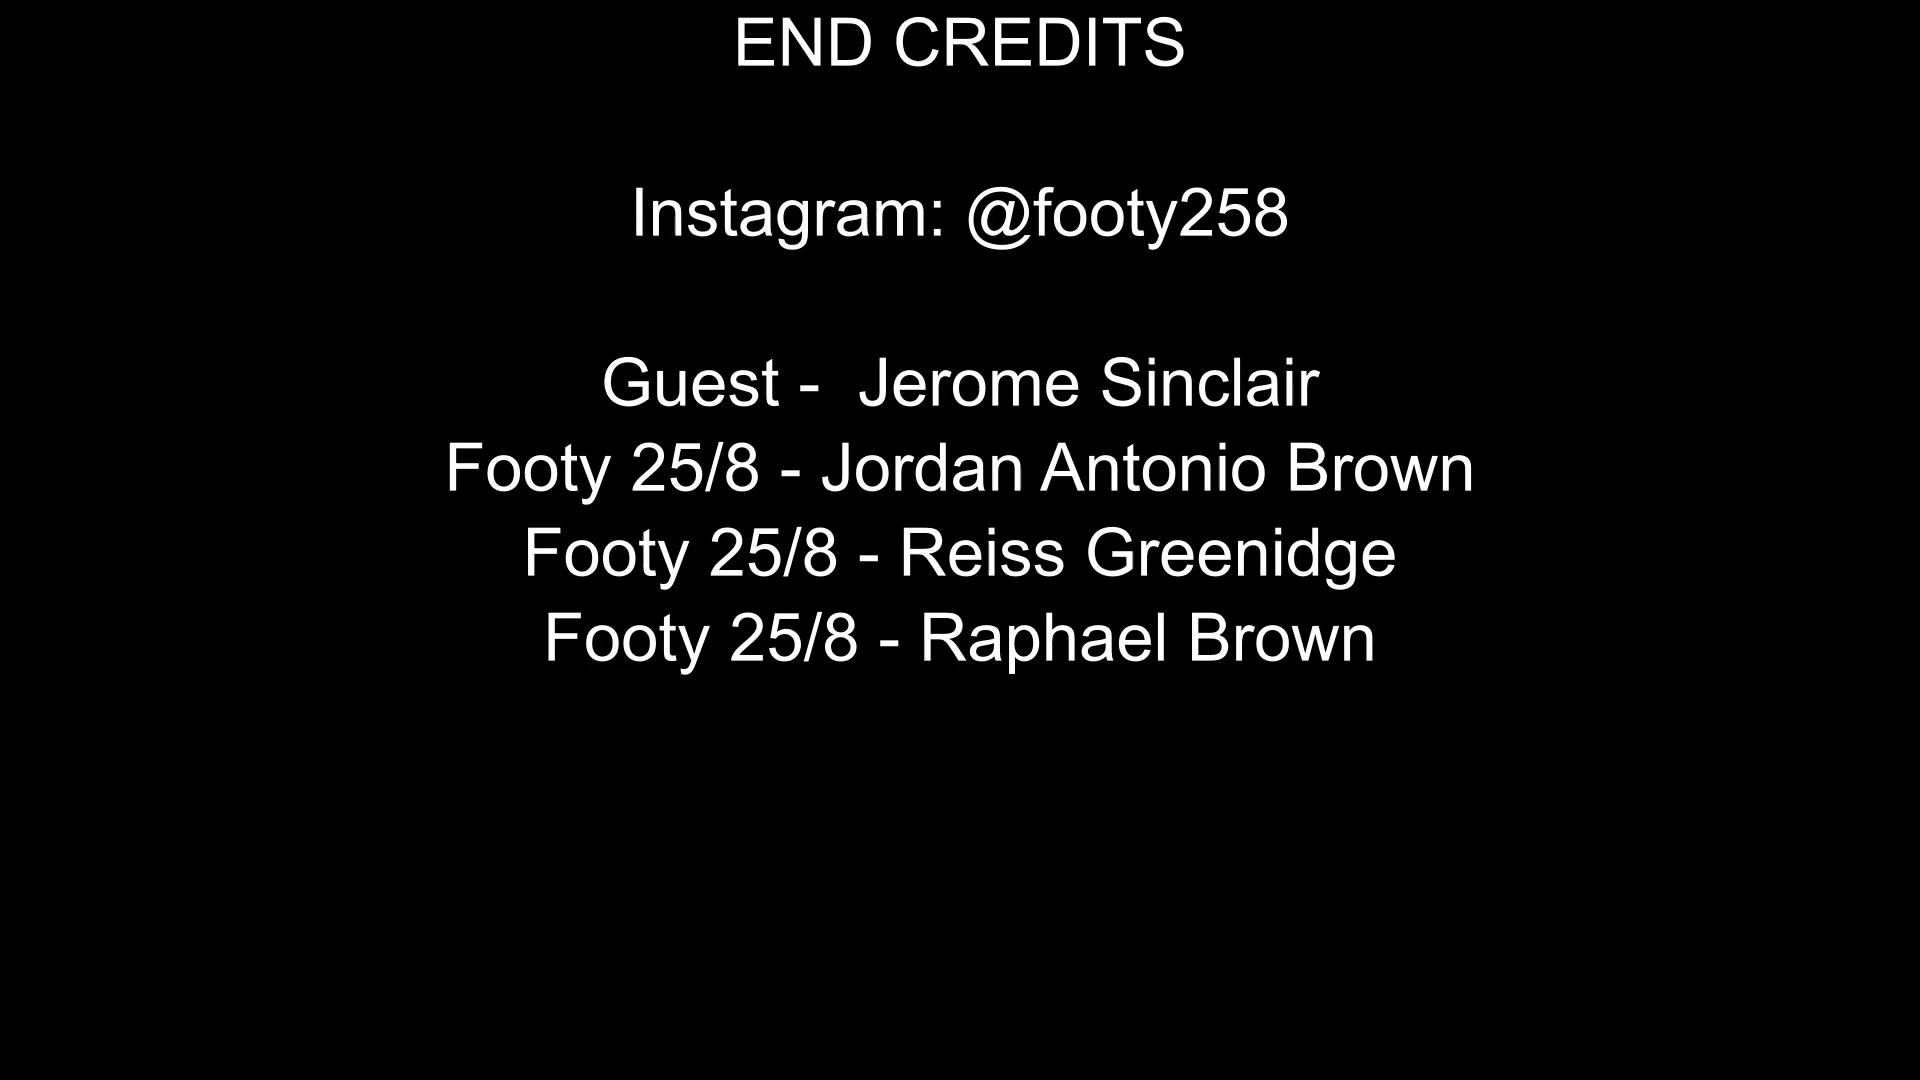 END CREDITS
Instagram: @footy258
Guest -  Jerome Sinclair
Footy 25/8 - Jordan Antonio Brown
Footy 25/8 - Reiss Greenidge
Footy 25/8 - Raphael Brown